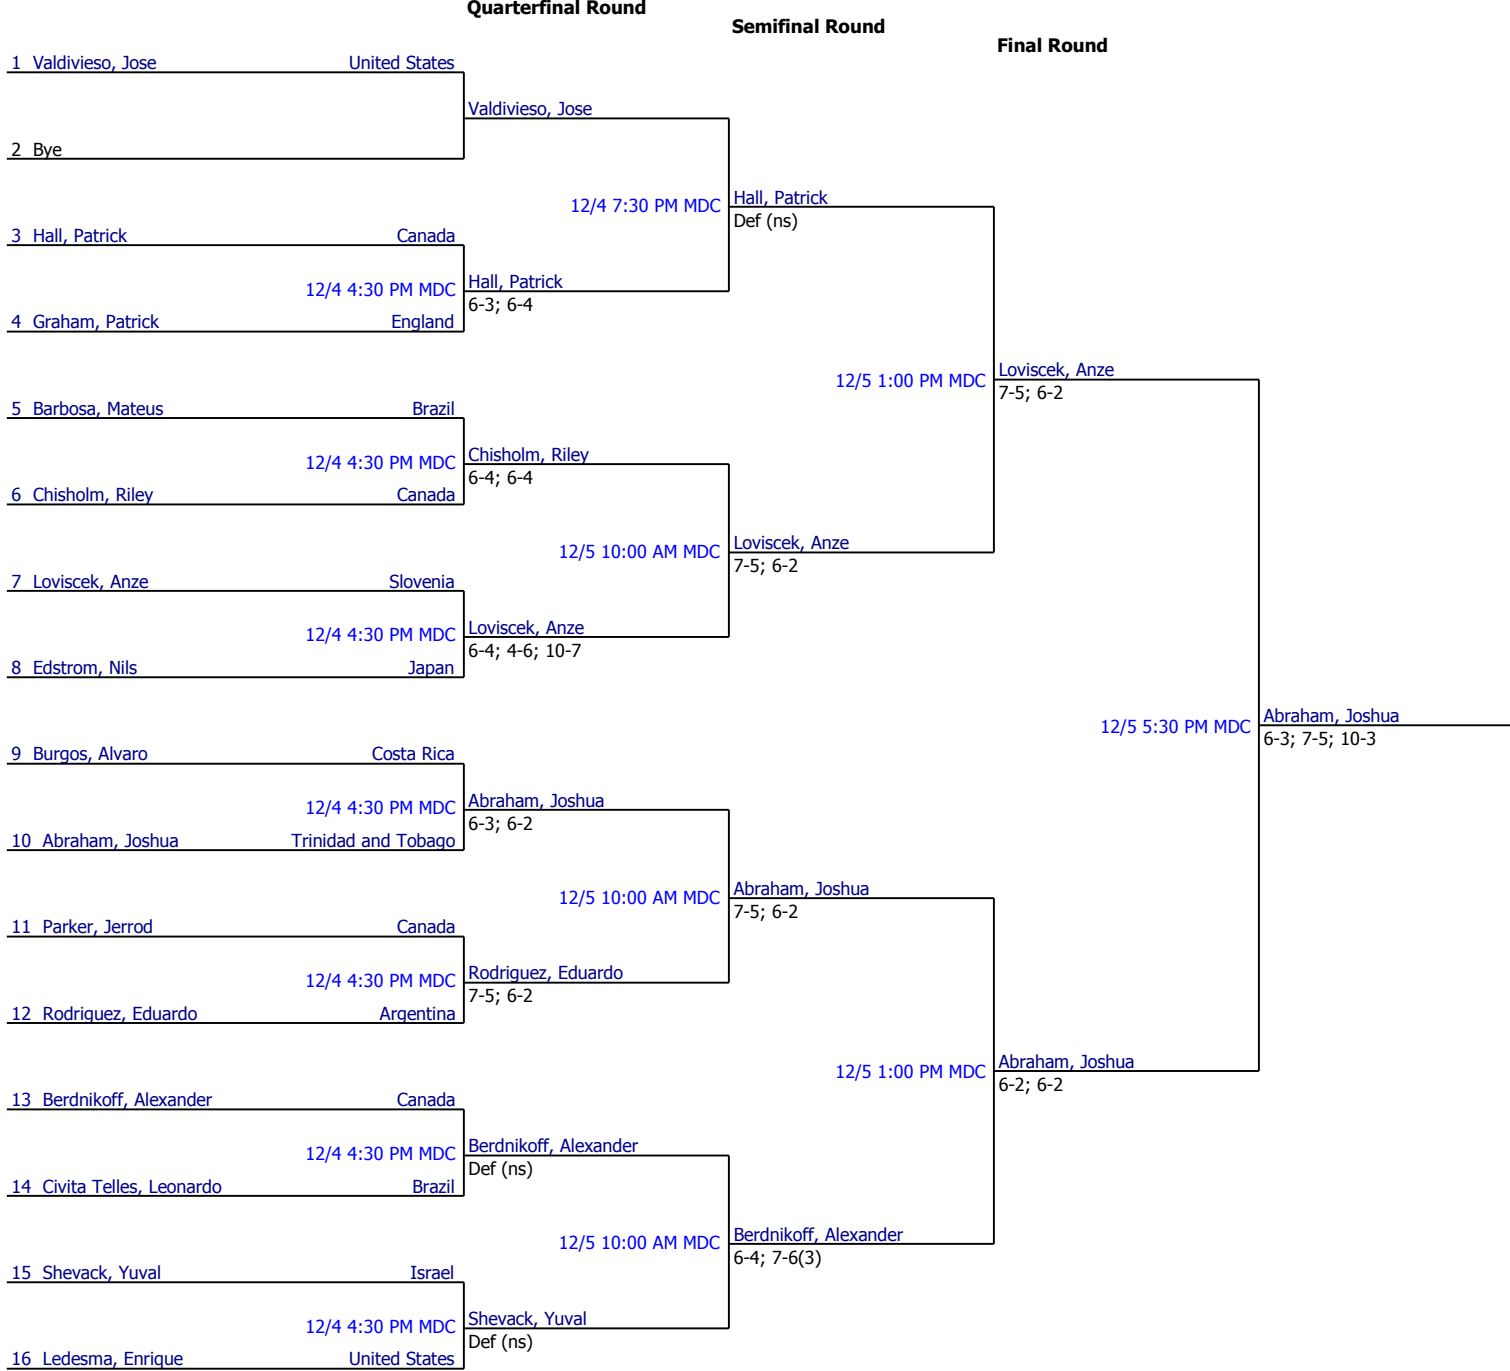 Quarterfinal Round
Semifinal Round
Final Round
1 Valdivieso, Jose United States
Valdivieso, Jose
2 Bye
12/4 7:30 PM MDC Hall, Patrick
Def (ns)
3 Hall, Patrick Canada
12/4 4:30 PM MDC Hall, Patrick
6-3; 6-4
4 Graham, Patrick England
12/5 1:00 PM MDC Loviscek, Anze
7-5; 6-2
5 Barbosa, Mateus Brazil
12/4 4:30 PM MDC Chisholm, Riley
6-4; 6-4
6 Chisholm, Riley Canada
12/5 10:00 AM MDC Loviscek, Anze
7-5; 6-2
7 Loviscek, Anze Slovenia
12/4 4:30 PM MDC Loviscek, Anze
6-4; 4-6; 10-7
8 Edstrom, Nils Japan
12/5 5:30 PM MDC Abraham, Joshua
6-3; 7-5; 10-3
9 Burgos, Alvaro Costa Rica
12/4 4:30 PM MDC Abraham, Joshua
6-3; 6-2
10 Abraham, Joshua Trinidad and Tobago
12/5 10:00 AM MDC Abraham, Joshua
7-5; 6-2
11 Parker, Jerrod Canada
12/4 4:30 PM MDC Rodriguez, Eduardo
7-5; 6-2
12 Rodriguez, Eduardo Argentina
12/5 1:00 PM MDC Abraham, Joshua
6-2; 6-2
13 Berdnikoff, Alexander Canada
12/4 4:30 PM MDC Berdnikoff, Alexander
Def (ns)
14 Civita Telles, Leonardo Brazil
12/5 10:00 AM MDC Berdnikoff, Alexander
6-4; 7-6(3)
15 Shevack, Yuval Israel
12/4 4:30 PM MDC Shevack, Yuval
Def (ns)
16 Ledesma, Enrique United States